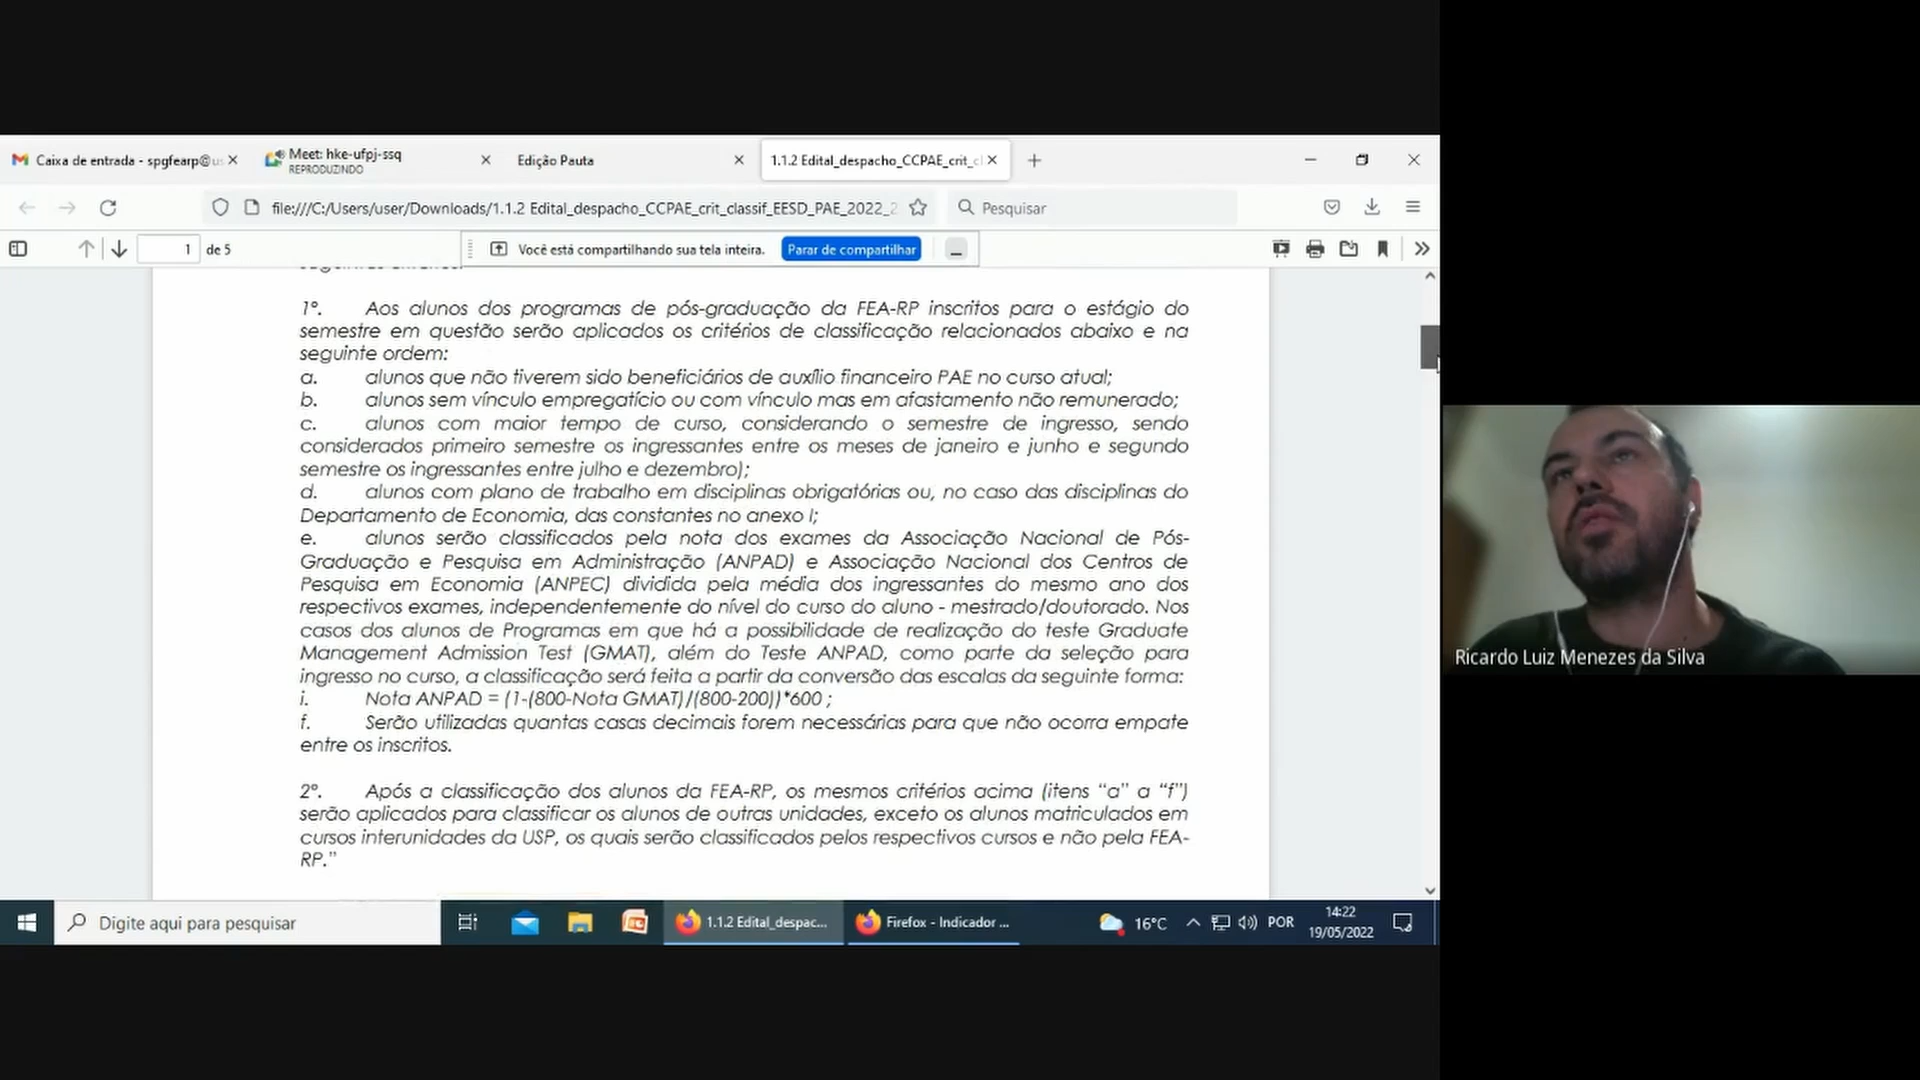 Caixa de entrada - spgfearp@us
Meet: hke-ufpj-ssq
REPRODUZINDO
Edição Pauta
1.1.2 Edital_despacho_CCPAE_crit_cl
file:///C:/Users/user/Downloads/1.1.2 Edital_despacho_CCPAE_crit_classif_EESD_PAE_2022_2
Pesquisar
1 de 5
Você está compartilhando sua tela inteira. Parar de compartilhar
1º. Aos alunos dos programas de pós-graduação da FEA-RP inscritos para o estágio do
semestre em questão serão aplicados os critérios de classificação relacionados abaixo e na
seguinte ordem:
a. alunos que não tiverem sido beneficiários de auxílio financeiro PAE no curso atual;
b. alunos sem vínculo empregatício ou com vínculo mas em afastamento não remunerado;
c. alunos com maior tempo de curso, considerando o semestre de ingresso, sendo
considerados primeiro semestre os ingressantes entre os meses de janeiro e junho e segundo
semestre os ingressantes entre julho e dezembro);
d. alunos com plano de trabalho em disciplinas obrigatórias ou, no caso das disciplinas do
Departamento de Economia, das constantes no anexo I;
e. alunos serão classificados pela nota dos exames da Associação Nacional de Pós-
Graduação e Pesquisa em Administração (ANPAD) e Associação Nacional dos Centros de
Pesquisa em Economia (ANPEC) dividida pela média dos ingressantes do mesmo ano dos
respectivos exames, independentemente do nível do curso do aluno - mestrado/doutorado. Nos
casos dos alunos de Programas em que há a possibilidade de realização do teste Graduate
Management Admission Test (GMAT), além do Teste ANPAD, como parte da seleção para
ingresso no curso, a classificação será feita a partir da conversão das escalas da seguinte forma:
i. Nota ANPAD = (1-(800-Nota GMAT)/(800-200))*600 ;
f. Serão utilizadas quantas casas decimais forem necessárias para que não ocorra empate
entre os inscritos.
2º. Após a classificação dos alunos da FEA-RP, os mesmos critérios acima (itens “a” a “f”)
serão aplicados para classificar os alunos de outras unidades, exceto os alunos matriculados em
cursos interunidades da USP, os quais serão classificados pelos respectivos cursos e não pela FEA-
RP.”
Ricardo Luiz Menezes da Silva
Digite aqui para pesquisar
1.1.2 Edital_despac...
Firefox - Indicador ...
16°C
POR
14:22
19/05/2022